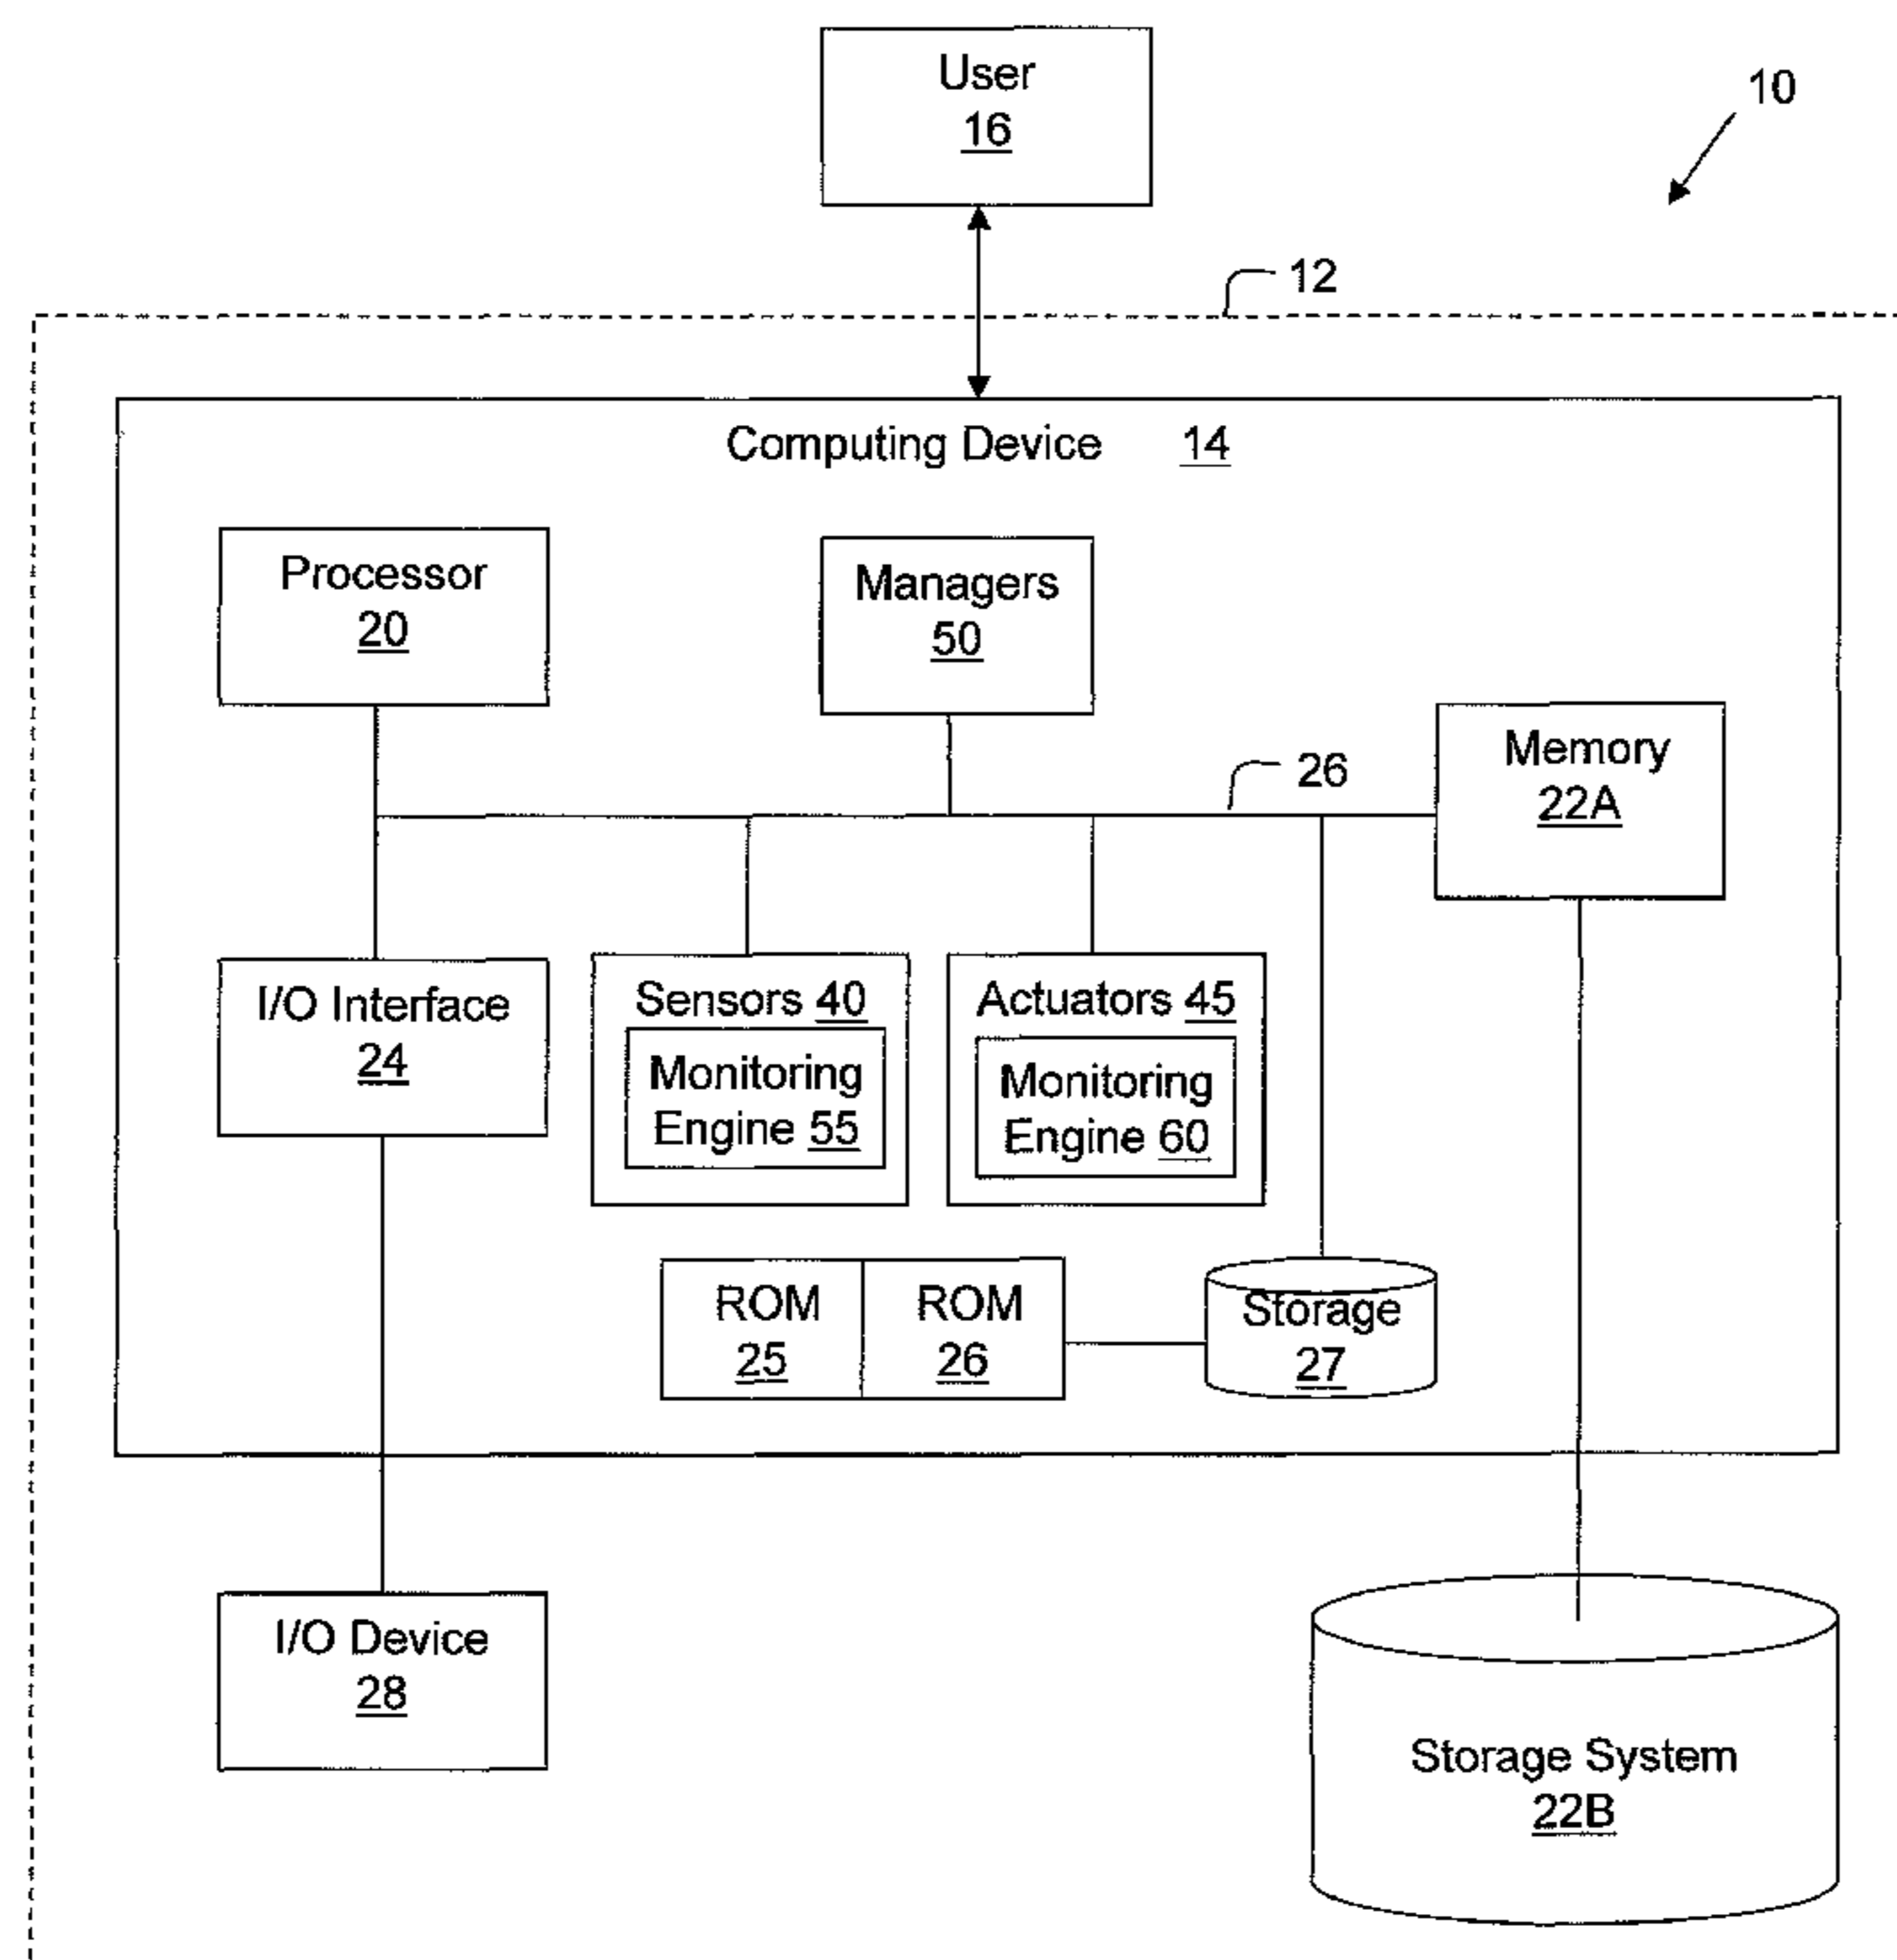 User
16
10
12
Computing Device 14
Processor
20
Managers
50
26
Memory
22A
I/O Interface
24
Sensors 40
Monitoring
Engine 55
Actuators 45
Monitoring
Engine 60
ROM
25
ROM
26
Storage
27
I/O Device
28
Storage System
22B